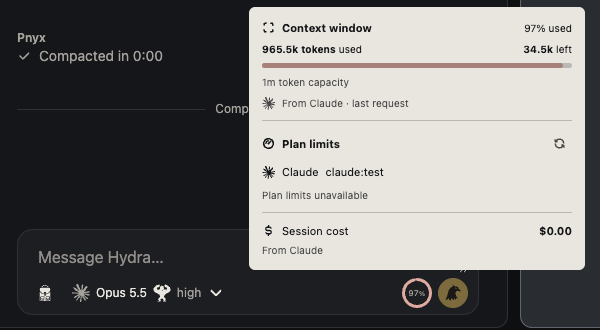 Pnyx
Compacted in 0:00
Comp
Context window
97% used
965.5k tokens used
34.5k left
1m token capacity
From Claude · last request
Plan limits
Claude claude:test
Plan limits unavailable
Session cost
$0.00
From Claude
Message Hydra...
Opus 5.5
high
97%